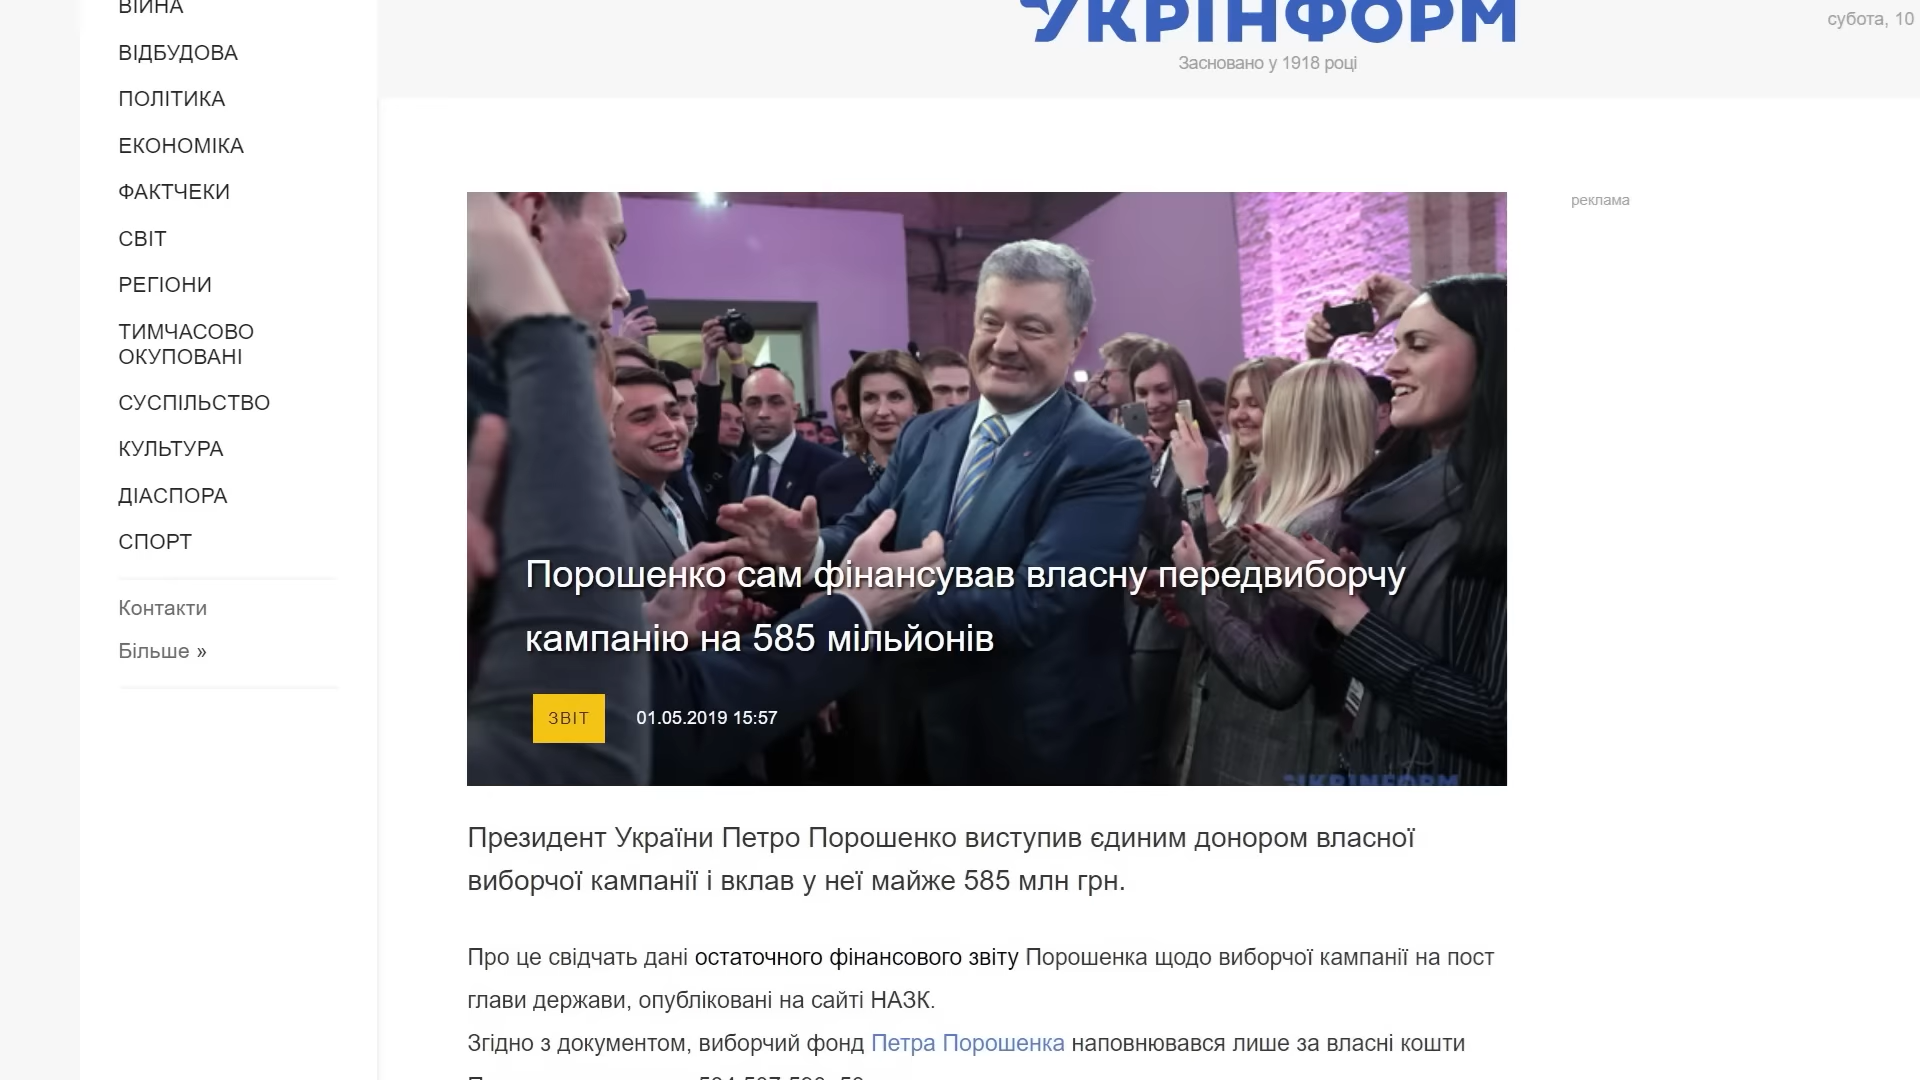 ВІЙНА
ВІДБУДОВА
ПОЛІТИКА
ЕКОНОМІКА
ФАКТЧЕКИ
СВІТ
РЕГІОНИ
ТИМЧАСОВО
ОКУПОВАНІ
СУСПІЛЬСТВО
КУЛЬТУРА
ДІАСПОРА
СПОРТ
Контакти
Більше »
УКРІНФОРМ
Засновано у 1918 році
субота, 10
реклама
Порошенко сам фінансував власну передвиборчу
кампанію на 585 мільйонів
ЗВІТ
01.05.2019 15:57
УКРІНФОРМ
Президент України Петро Порошенко виступив єдиним донором власної
виборчої кампанії і вклав у неї майже 585 млн грн.
Про це свідчать дані остаточного фінансового звіту Порошенка щодо виборчої кампанії на пост
глави держави, опубліковані на сайті НАЗК.
Згідно з документом, виборчий фонд Петра Порошенка наповнювався лише за власні кошти